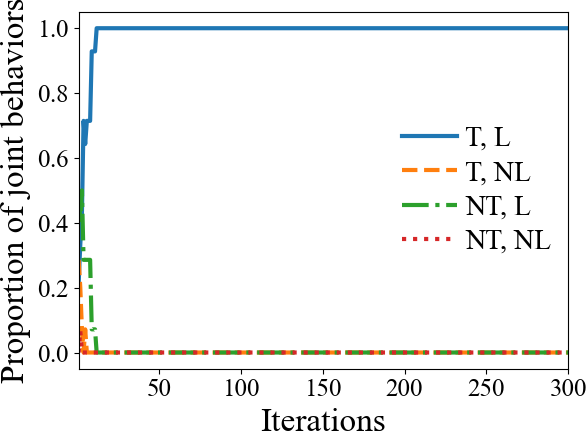 Proportion of joint behaviors
1.0
0.8
0.6
0.4
0.2
0.0
T, L
T, NL
NT, L
NT, NL
50 100 150 200 250 300
Iterations